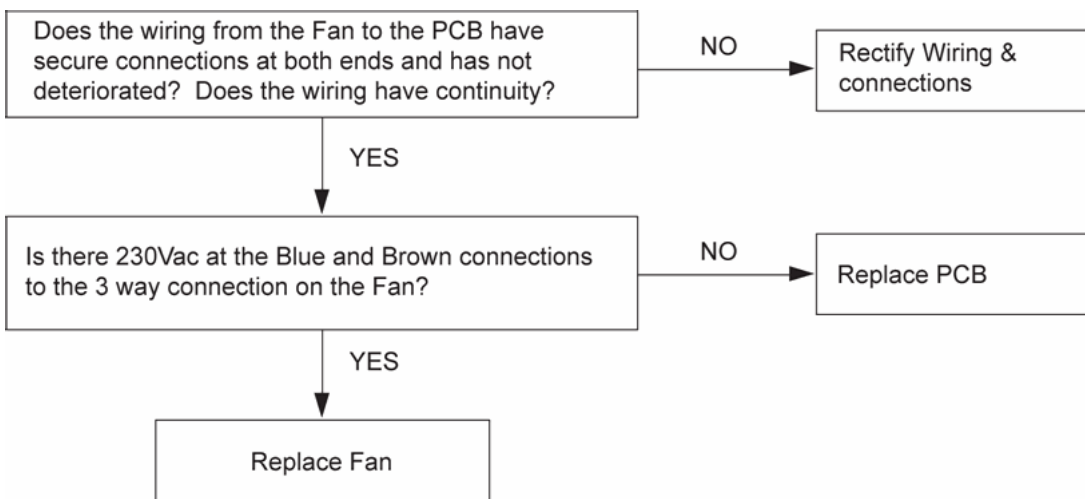 Does the wiring from the Fan to the PCB have
secure connections at both ends and has not
deteriorated? Does the wiring have continuity?
NO
Rectify Wiring &
connections
YES
Is there 230Vac at the Blue and Brown connections
to the 3 way connection on the Fan?
NO
Replace PCB
YES
Replace Fan